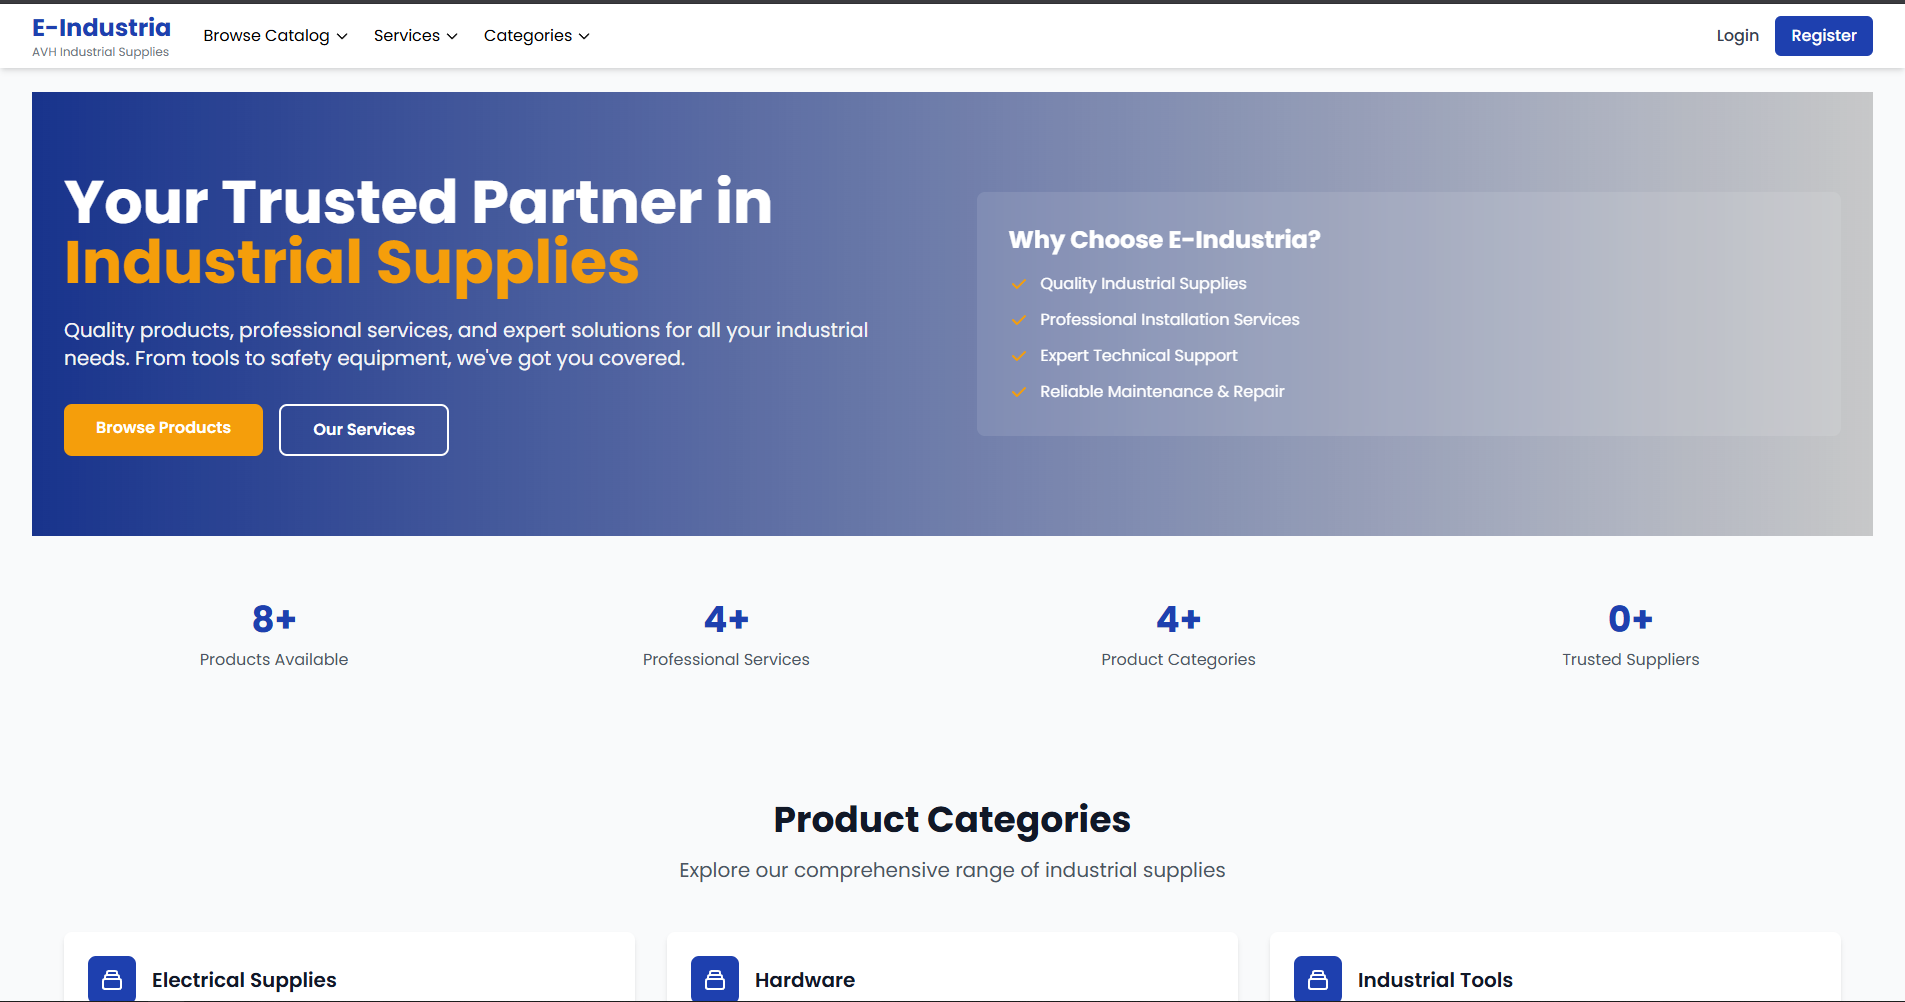 E-Industria
AVH Industrial Supplies
Browse Catalog
Services
Categories
Login
Register
Your Trusted Partner in
Industrial Supplies
Quality products, professional services, and expert solutions for all your industrial
needs. From tools to safety equipment, we've got you covered.
Browse Products
Our Services
Why Choose E-Industria?
Quality Industrial Supplies
Professional Installation Services
Expert Technical Support
Reliable Maintenance & Repair
8+
Products Available
4+
Professional Services
4+
Product Categories
0+
Trusted Suppliers
Product Categories
Explore our comprehensive range of industrial supplies
Electrical Supplies
Hardware
Industrial Tools